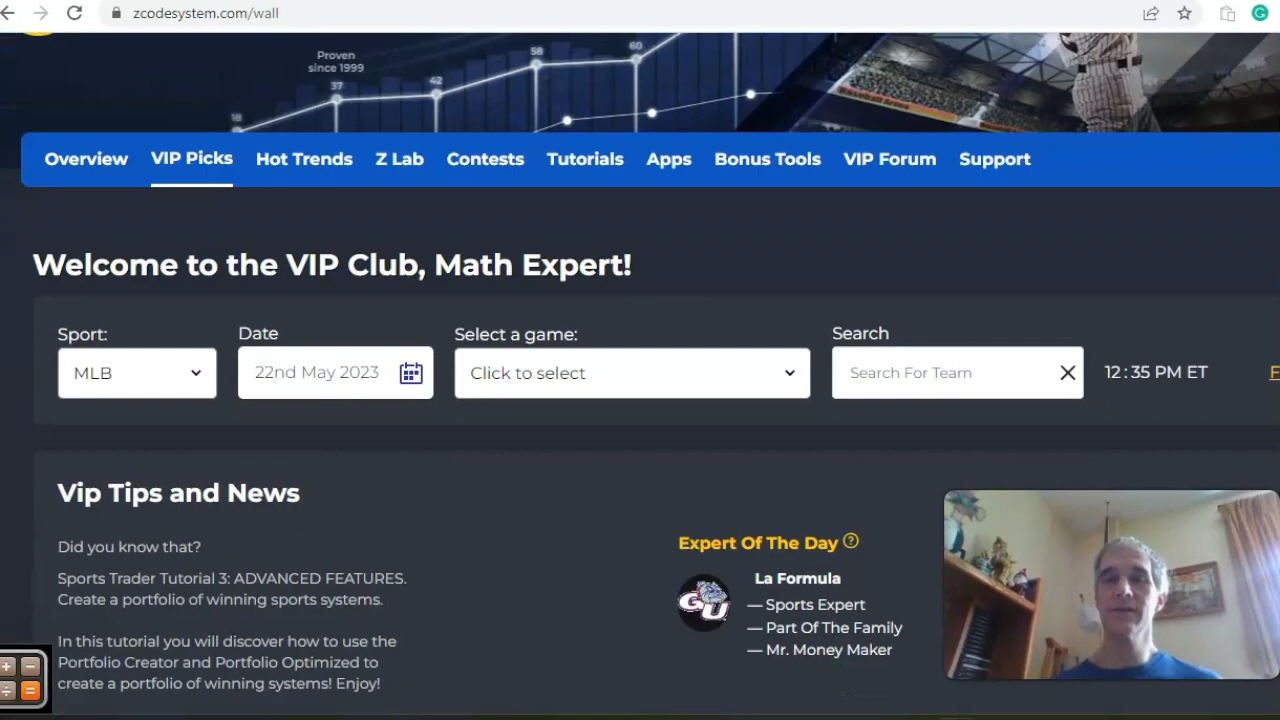 zcodesystem.com/wall
Proven
since 1999
18
37
42
58
60
Baseball Arena
Overview VIP Picks Hot Trends Z Lab Contests Tutorials Apps Bonus Tools VIP Forum Support
Welcome to the VIP Club, Math Expert!
Sport: Date Select a game: Search
MLB 22nd May 2023 Click to select Search For Team 12:35 PM ET F
Vip Tips and News
Did you know that?
Sports Trader Tutorial 3: ADVANCED FEATURES.
Create a portfolio of winning sports systems.
In this tutorial you will discover how to use the
Portfolio Creator and Portfolio Optimized to
create a portfolio of winning systems! Enjoy!
Expert Of The Day ?
La Formula
GU
— Sports Expert
— Part Of The Family
— Mr. Money Maker